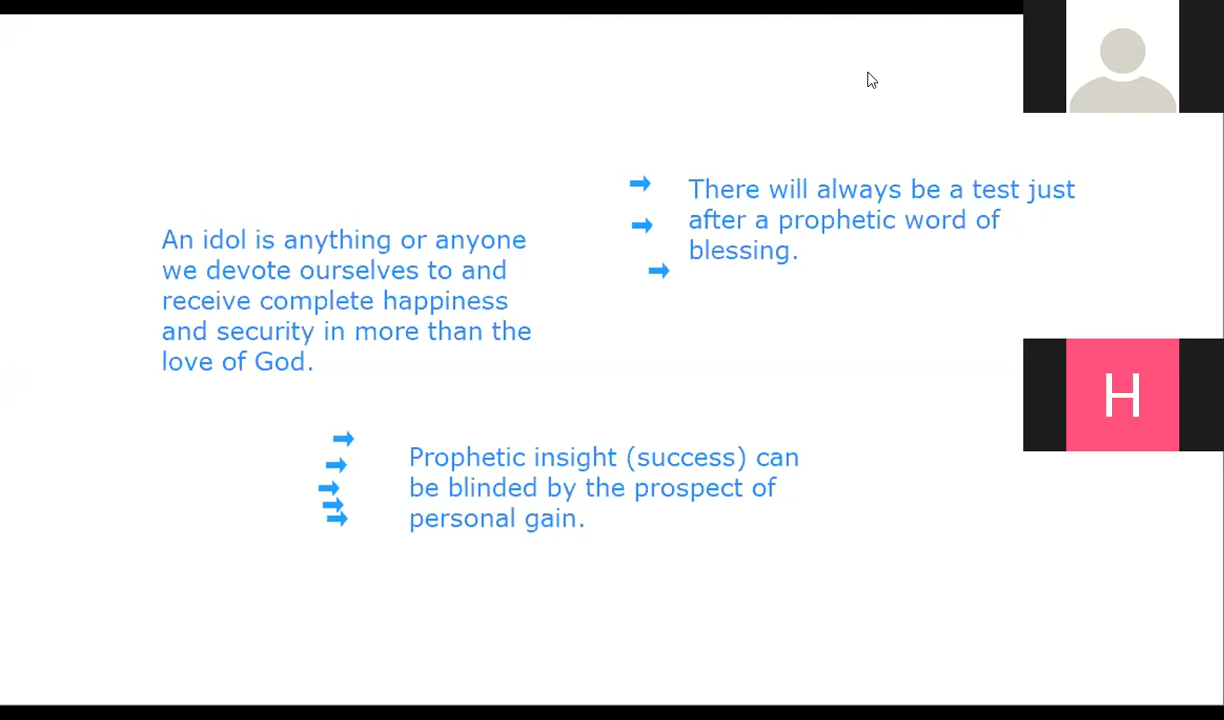 An idol is anything or anyone
we devote ourselves to and
receive complete happiness
and security in more than the
love of God.
There will always be a test just
after a prophetic word of
blessing.
Prophetic insight (success) can
be blinded by the prospect of
personal gain.
H